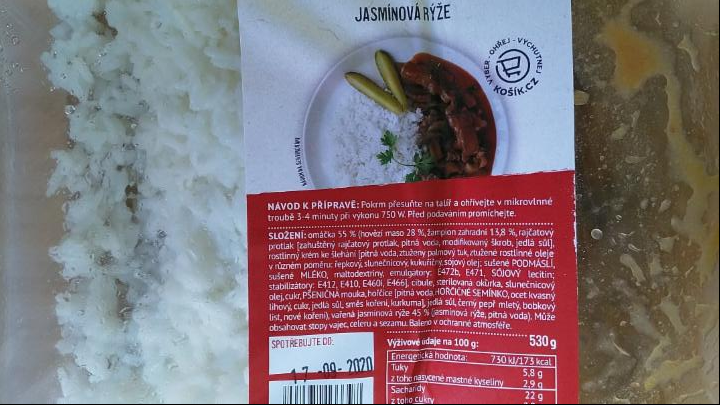 JASMÍNOVÁ RÝŽE
VYBER · OHŘEJ · VYCHUTNEJ
KOŠÍK.CZ
NÁVOD K PŘÍPRAVĚ: Pokrm přesuňte na talíř a ohřívejte v mikrovlnné
troubě 3-4 minuty při výkonu 750 W. Před podáváním promíchejte.
SLOŽENÍ: omáčka 55 % (hovězí maso 28 %, žampion zahradní 13,8 %, rajčatový
protlak [zahuštěný rajčatový protlak, pitná voda, modifikovaný škrob, jedlá sůl],
rostlinný krém ke šlehání [pitná voda, ztužený palmový tuk, ztužené rostlinné oleje
v různém poměru: řepkový, slunečnicový, kukuřičný, sójový olej; sušené PODMÁSLÍ,
sušené MLÉKO, maltodextriny, emulgátory: E472b, E471, SÓJOVÝ lecitin;
stabilizátory: E412, E410, E460i, E466], cibule, sterilovaná okurka, slunečnicový
olej, cukr, PŠENIČNÁ mouka, hořčice [pitná voda, HOŘČIČNÉ SEMÍNKO, ocet kvasný
lihový, cukr, jedlá sůl, směs koření, kurkuma], jedlá sůl, černý pepř mletý, bobkový
list, nové koření), vařená jasmínová rýže 45 % (jasmínová rýže, pitná voda). Může
obsahovat stopy vajec, celeru a sezamu. Baleno v ochranné atmosféře.
SPOTŘEBUJTE DO:
17 -09- 2020
Výživové údaje na 100 g: 530 g
Energetická hodnota: 730 kJ/173 kcal
Tuky 5,8 g
z toho nasycené mastné kyseliny 2,9 g
Sacharidy 22 g
z toho cukry